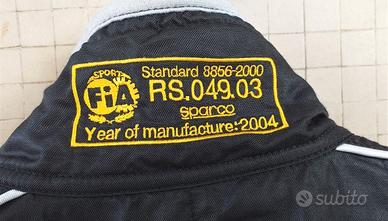 SPORT
FIA
Standard 8856-2000
RS.049.03
sparco
Year of manufacture:2004
subito